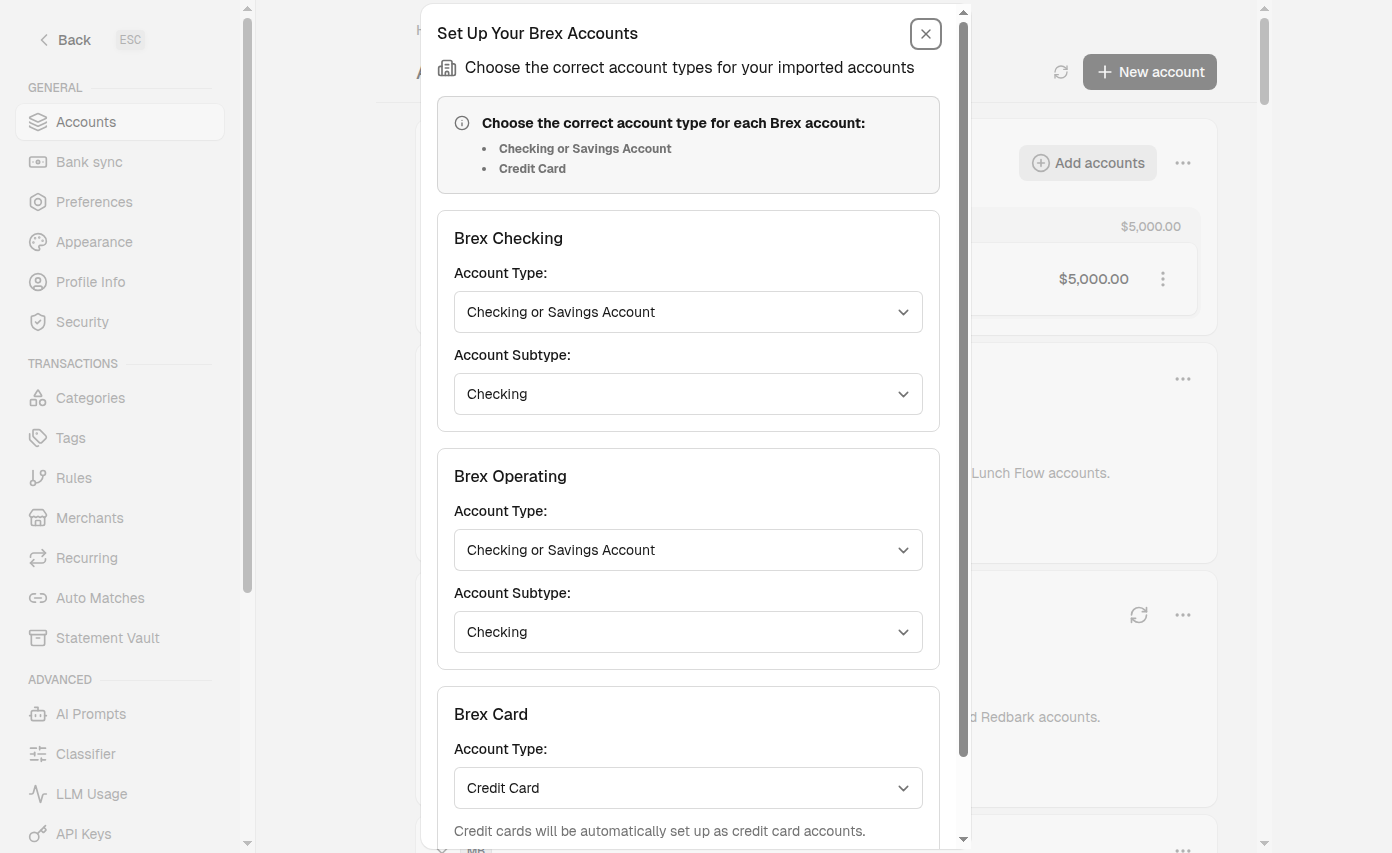 Back
ESC
GENERAL
Accounts
Bank sync
Preferences
Appearance
Profile Info
Security
TRANSACTIONS
Categories
Tags
Rules
Merchants
Recurring
Auto Matches
Statement Vault
ADVANCED
AI Prompts
Classifier
LLM Usage
API Keys
Set Up Your Brex Accounts
Choose the correct account types for your imported accounts
Choose the correct account type for each Brex account:
• Checking or Savings Account
• Credit Card
Brex Checking
Account Type:
Checking or Savings Account
Account Subtype:
Checking
Brex Operating
Account Type:
Checking or Savings Account
Account Subtype:
Checking
Brex Card
Account Type:
Credit Card
Credit cards will be automatically set up as credit card accounts.
New account
Add accounts
$5,000.00
$5,000.00
Lunch Flow accounts.
Redbark accounts.